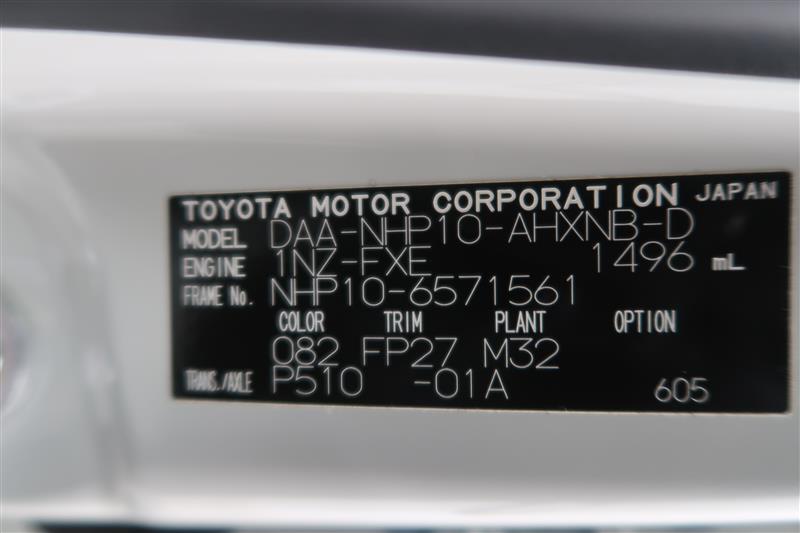 TOYOTA MOTOR CORPORATION JAPAN
MODEL DAA-NHP10-AHXNB-D
ENGINE 1NZ-FXE 1496 mL
FRAME No. NHP10-6571561
COLOR TRIM PLANT OPTION
082 FP27 M32
TRANS./AXLE P510 -01A 605